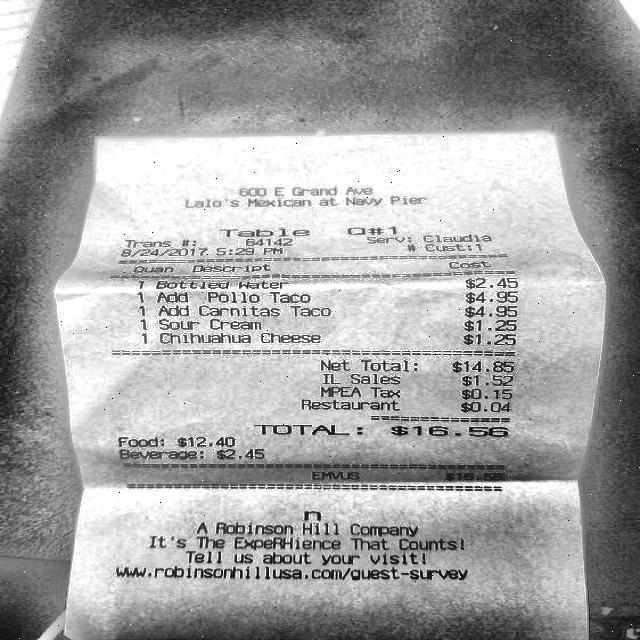 600 E Grand Ave
Lalo's Mexican at Navy Pier
Table O#1
Trans #: 64142 Serv: Claudia
8/24/2017 5:29 PM # Cust:1
Quan Descript Cost
1 Bottled Water $2.45
1 Add Pollo Taco $4.95
1 Add Carnitas Taco $4.95
1 Sour Cream $1.25
1 Chihuahua Cheese $1.25
Net Total: $14.85
IL Sales $1.52
MPEA Tax $0.15
Restaurant $0.04
TOTAL: $16.56
Food: $12.40
Beverage: $2.45
EMVUS
n
A Robinson Hill Company
It's The ExpeRHience That Counts!
Tell us about your visit!
www.robinsonhillusa.com/guest-survey